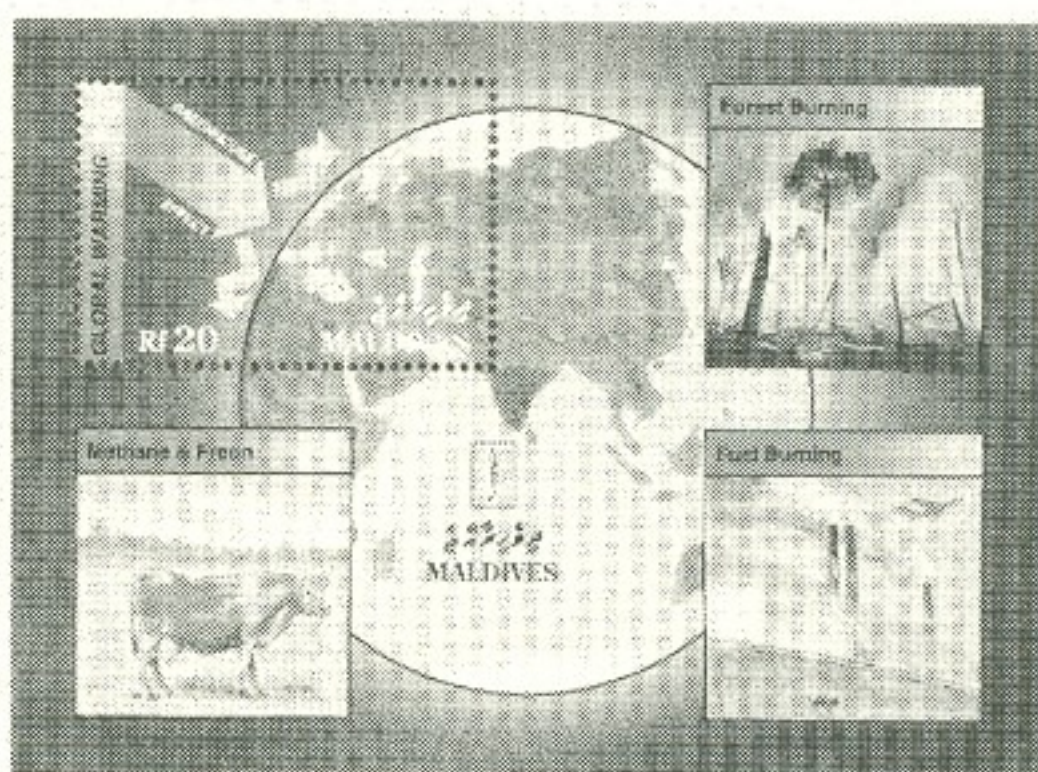 GLOBAL WARMING
Rf 20
MALDIVES
Forest Burning
Methane & Freon
Fuel Burning
MALDIVES